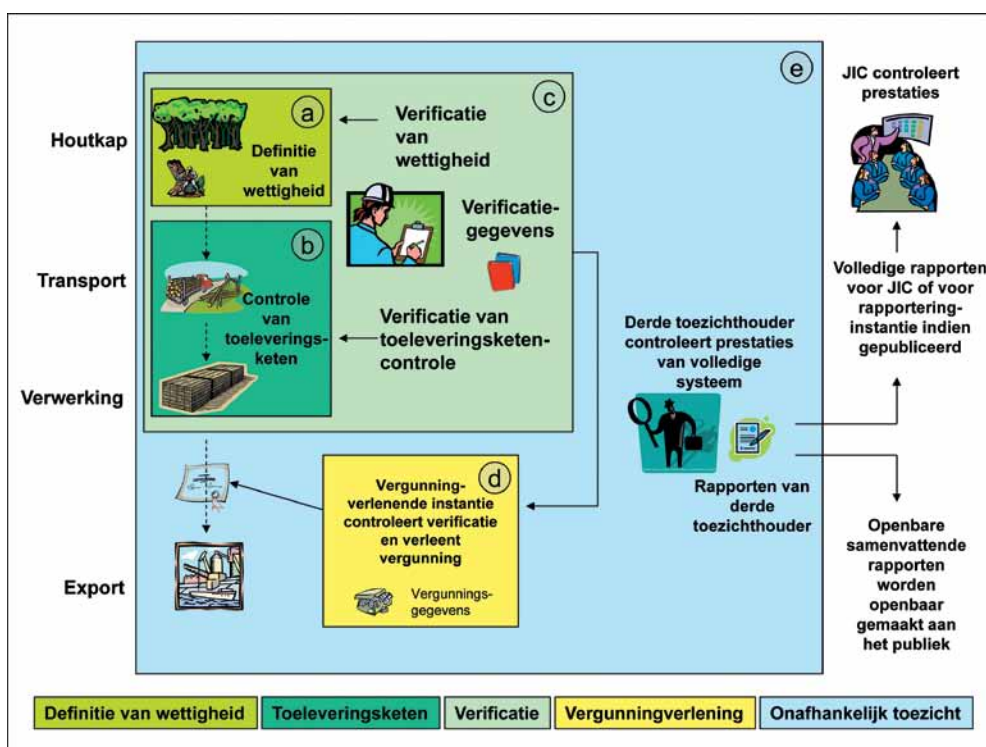 Houtkap
Transport
Verwerking
Export
a
Definitie
van
wettigheid
b
Controle
van
toeleverings-
keten
c
Verificatie
van
wettigheid
Verificatie-
gegevens
Verificatie van
toeleveringsketen-
controle
d
Vergunning-
verlenende instantie
controleert verificatie
en verleent
vergunning
Vergunnings-
gegevens
e
Derde toezichthouder
controleert prestaties
van volledige
systeem
Rapporten van
derde
toezichthouder
JIC controleert
prestaties
Volledige rapporten
voor JIC of voor
rapportering-
instantie indien
gepubliceerd
Openbare
samenvattende
rapporten
worden
openbaar
gemaakt aan
het publiek
Definitie van wettigheid
Toeleveringsketen
Verificatie
Vergunningverlening
Onafhankelijk toezicht